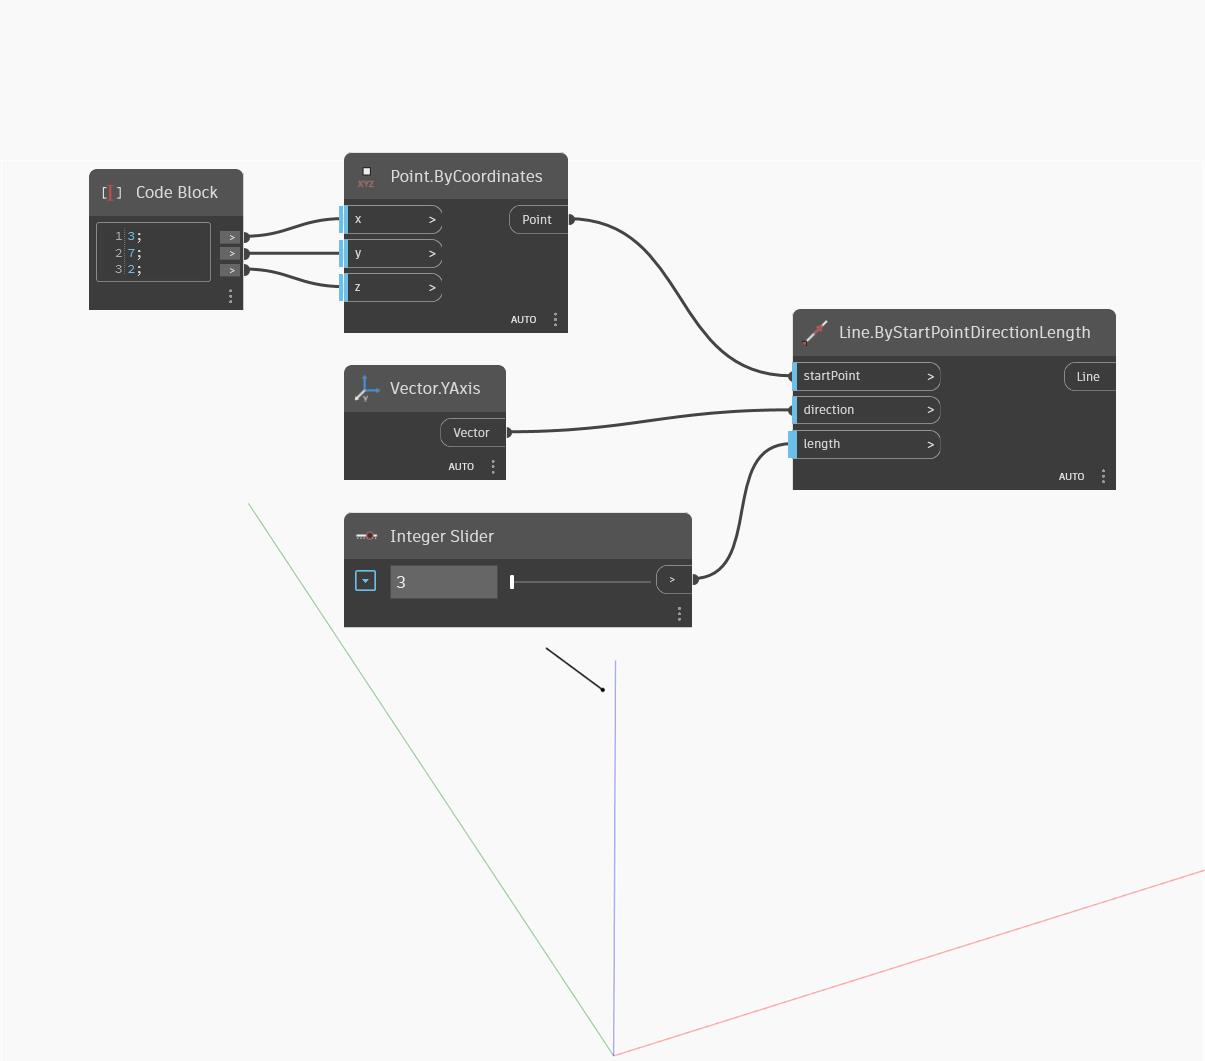 Code Block
1 3;
2 7;
3 2;
>
>
>
XYZ
Point.ByCoordinates
x >
Point
y >
z >
AUTO
Y
Vector.YAxis
Vector
AUTO
Integer Slider
3
>
Line.ByStartPointDirectionLength
startPoint >
Line
direction >
length >
AUTO